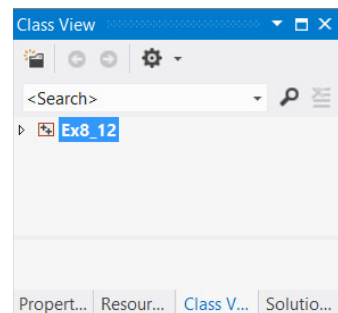 Class View
<Search>
Ex8_12
Propert... Resour... Class V... Solutio...